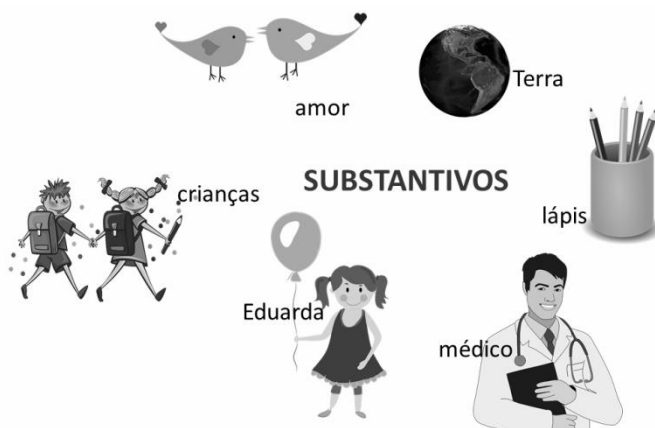 amor
Terra
crianças
SUBSTANTIVOS
lápis
Eduarda
médico